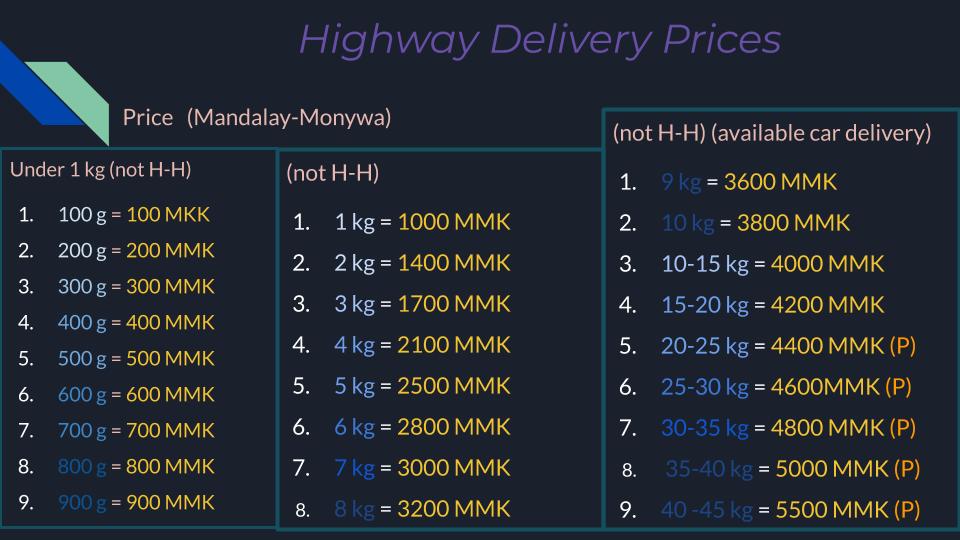 Highway Delivery Prices
Price (Mandalay-Monywa)
Under 1 kg (not H-H)
1. 100 g = 100 MKK
2. 200 g = 200 MMK
3. 300 g = 300 MMK
4. 400 g = 400 MMK
5. 500 g = 500 MMK
6. 600 g = 600 MMK
7. 700 g = 700 MMK
8. 800 g = 800 MMK
9. 900 g = 900 MMK
(not H-H)
1. 1 kg = 1000 MMK
2. 2 kg = 1400 MMK
3. 3 kg = 1700 MMK
4. 4 kg = 2100 MMK
5. 5 kg = 2500 MMK
6. 6 kg = 2800 MMK
7. 7 kg = 3000 MMK
8. 8 kg = 3200 MMK
(not H-H) (available car delivery)
1. 9 kg = 3600 MMK
2. 10 kg = 3800 MMK
3. 10-15 kg = 4000 MMK
4. 15-20 kg = 4200 MMK
5. 20-25 kg = 4400 MMK (P)
6. 25-30 kg = 4600MMK (P)
7. 30-35 kg = 4800 MMK (P)
8. 35-40 kg = 5000 MMK (P)
9. 40 -45 kg = 5500 MMK (P)